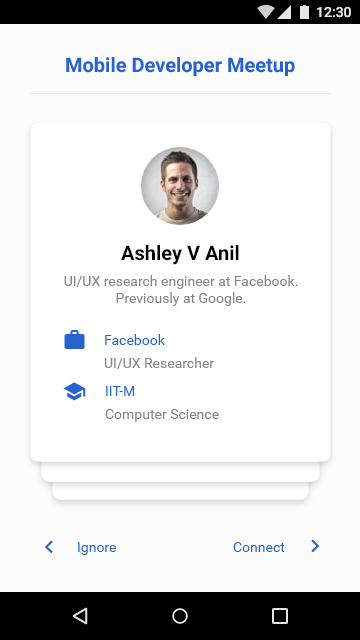 12:30
Mobile Developer Meetup
Ashley V Anil
UI/UX research engineer at Facebook.
Previously at Google.
Facebook
UI/UX Researcher
IIT-M
Computer Science
Ignore
Connect